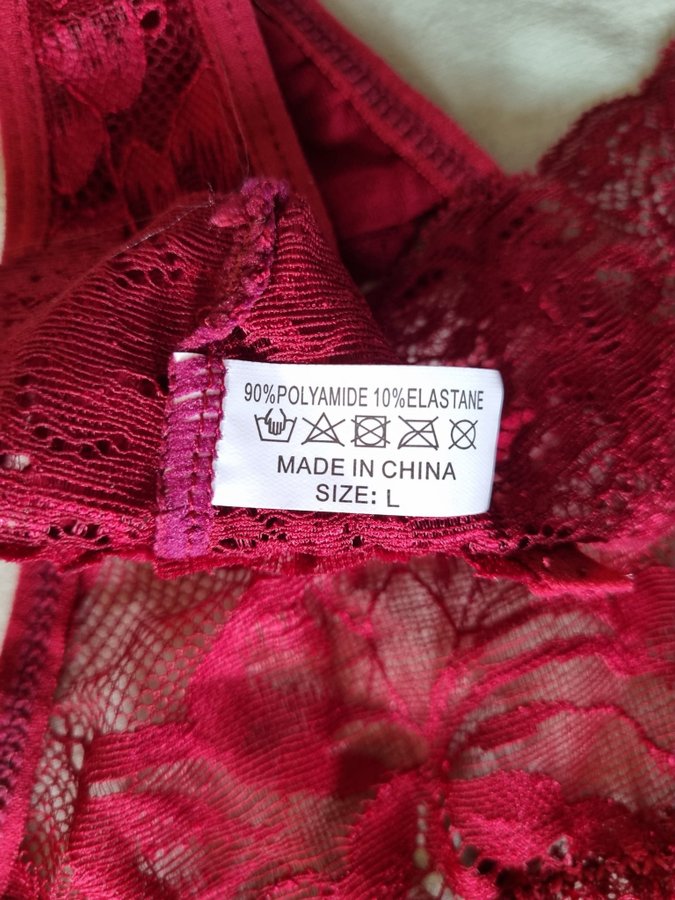 90%POLYAMIDE 10%ELASTANE
MADE IN CHINA
SIZE: L